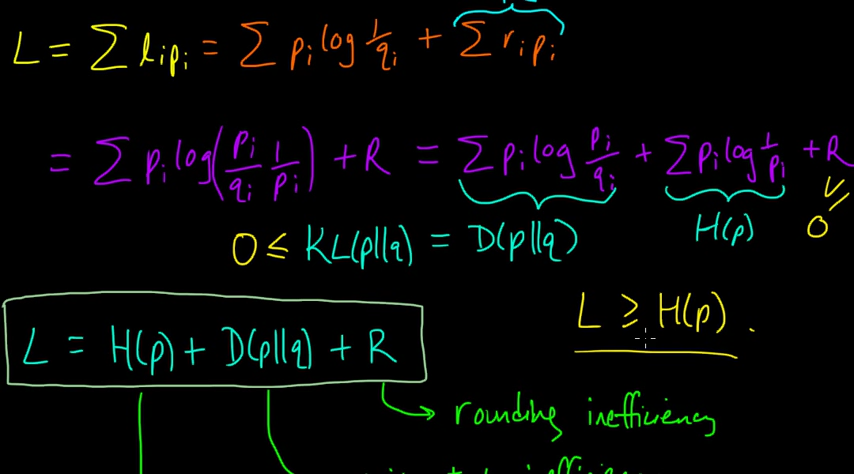 L = ∑ lᵢpᵢ = ∑ pᵢ log 1/qᵢ + ∑ rᵢpᵢ
= ∑ pᵢ log(pᵢ/qᵢ 1/pᵢ) + R = ∑ pᵢ log pᵢ/qᵢ + ∑ pᵢ log 1/pᵢ + R
0 ≤ KL(p||q) = D(p||q) H(p) 0
L ≥ H(p).
L = H(p) + D(p||q) + R
rounding inefficiency